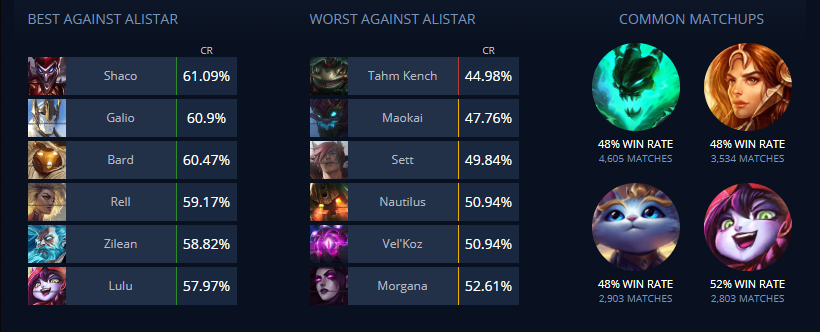 BEST AGAINST ALISTAR
CR
Shaco 61.09%
Galio 60.9%
Bard 60.47%
Rell 59.17%
Zilean 58.82%
Lulu 57.97%
WORST AGAINST ALISTAR
CR
Tahm Kench 44.98%
Maokai 47.76%
Sett 49.84%
Nautilus 50.94%
Vel'Koz 50.94%
Morgana 52.61%
COMMON MATCHUPS
48% WIN RATE
4,605 MATCHES
48% WIN RATE
3,534 MATCHES
48% WIN RATE
2,903 MATCHES
52% WIN RATE
2,803 MATCHES